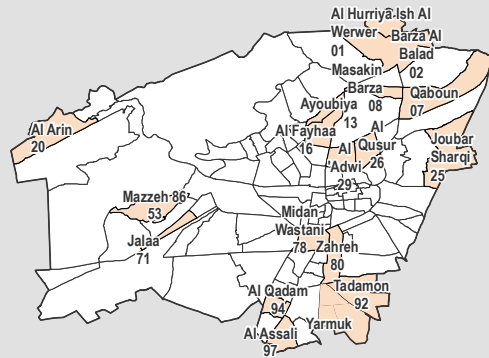 Al Hurriya-Ish Al
Werwer
01
Barza Al
Balad
02
Masakin
Barza
08
Qaboun
07
Ayoubiya
13
Al Fayhaa
16
Al
Qusur
26
Al
Adwi
29
Joubar
Sharqi
25
Al Arin
20
Mazzeh 86
53
Jalaa
71
Midan
Wastani
78
Zahreh
80
Al Qadam
94
Tadamon
92
Al Assali
97
Yarmuk